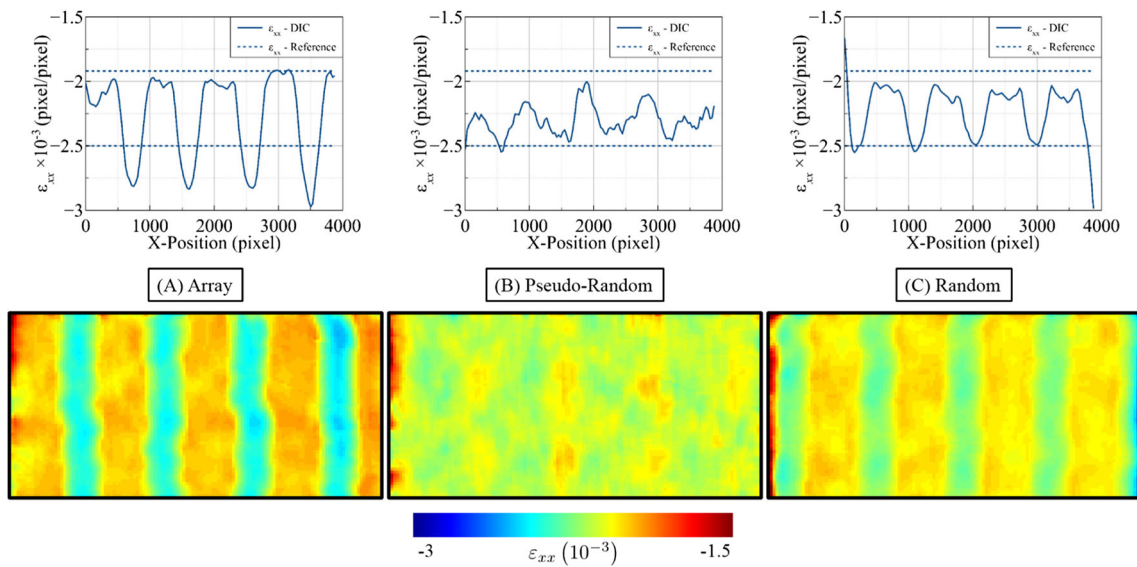 −1.5
−2
−2.5
−3
ε_xx ×10⁻³ (pixel/pixel)
ε_xx - DIC
ε_xx - Reference
0 1000 2000 3000 4000
X-Position (pixel)
−1.5
−2
−2.5
−3
ε_xx ×10⁻³ (pixel/pixel)
ε_xx - DIC
ε_xx - Reference
0 1000 2000 3000 4000
X-Position (pixel)
−1.5
−2
−2.5
−3
ε_xx ×10⁻³ (pixel/pixel)
ε_xx - DIC
ε_xx - Reference
0 1000 2000 3000 4000
X-Position (pixel)
(A) Array
(B) Pseudo-Random
(C) Random
-3 ε_xx (10⁻³) -1.5